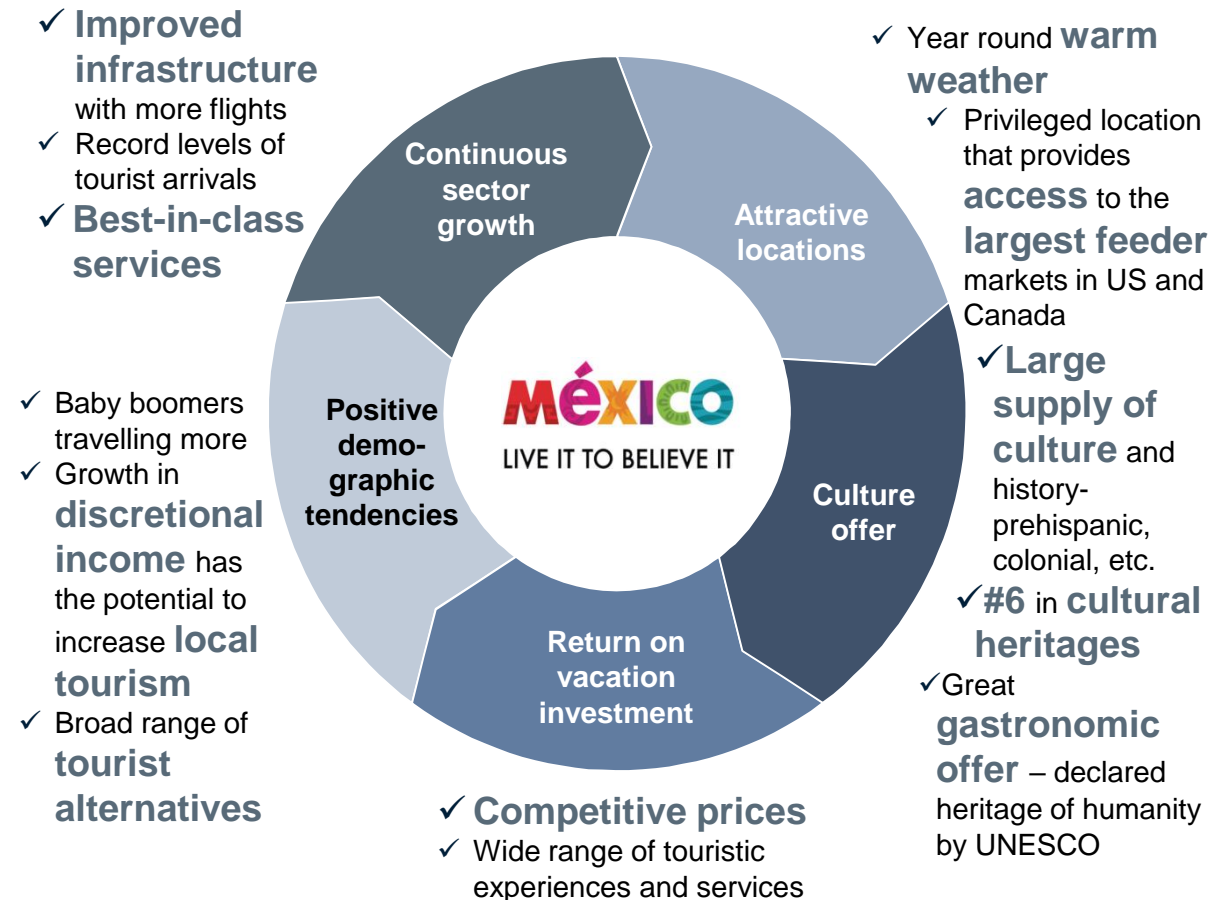 ✓ Improved
infrastructure
with more flights
✓ Record levels of
tourist arrivals
✓ Best-in-class
services
Continuous
sector
growth
Attractive
locations
✓ Year round warm
weather
✓ Privileged location
that provides
access to the
largest feeder
markets in US and
Canada
Culture
offer
✓Large
supply of
culture and
history-
prehispanic,
colonial, etc.
✓#6 in cultural
heritages
✓Great
gastronomic
offer – declared
heritage of humanity
by UNESCO
Return on
vacation
investment
✓ Competitive prices
✓ Wide range of touristic
experiences and services
Positive
demo-
graphic
tendencies
✓ Baby boomers
travelling more
✓ Growth in
discretional
income has
the potential to
increase local
tourism
✓ Broad range of
tourist
alternatives
MéXICO
LIVE IT TO BELIEVE IT